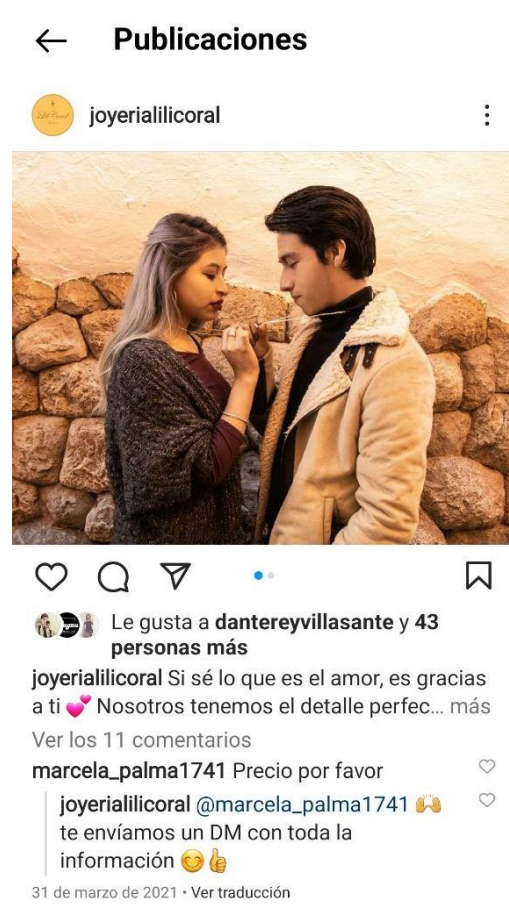 Publicaciones
joyerialilicoral
Le gusta a dantereyvillasante y 43
personas más
joyerialilicoral Si sé lo que es el amor, es gracias
a ti 💕 Nosotros tenemos el detalle perfec... más
Ver los 11 comentarios
marcela_palma1741 Precio por favor
joyerialilicoral @marcela_palma1741 🙌
te envíamos un DM con toda la
información 😊👍
31 de marzo de 2021 • Ver traducción